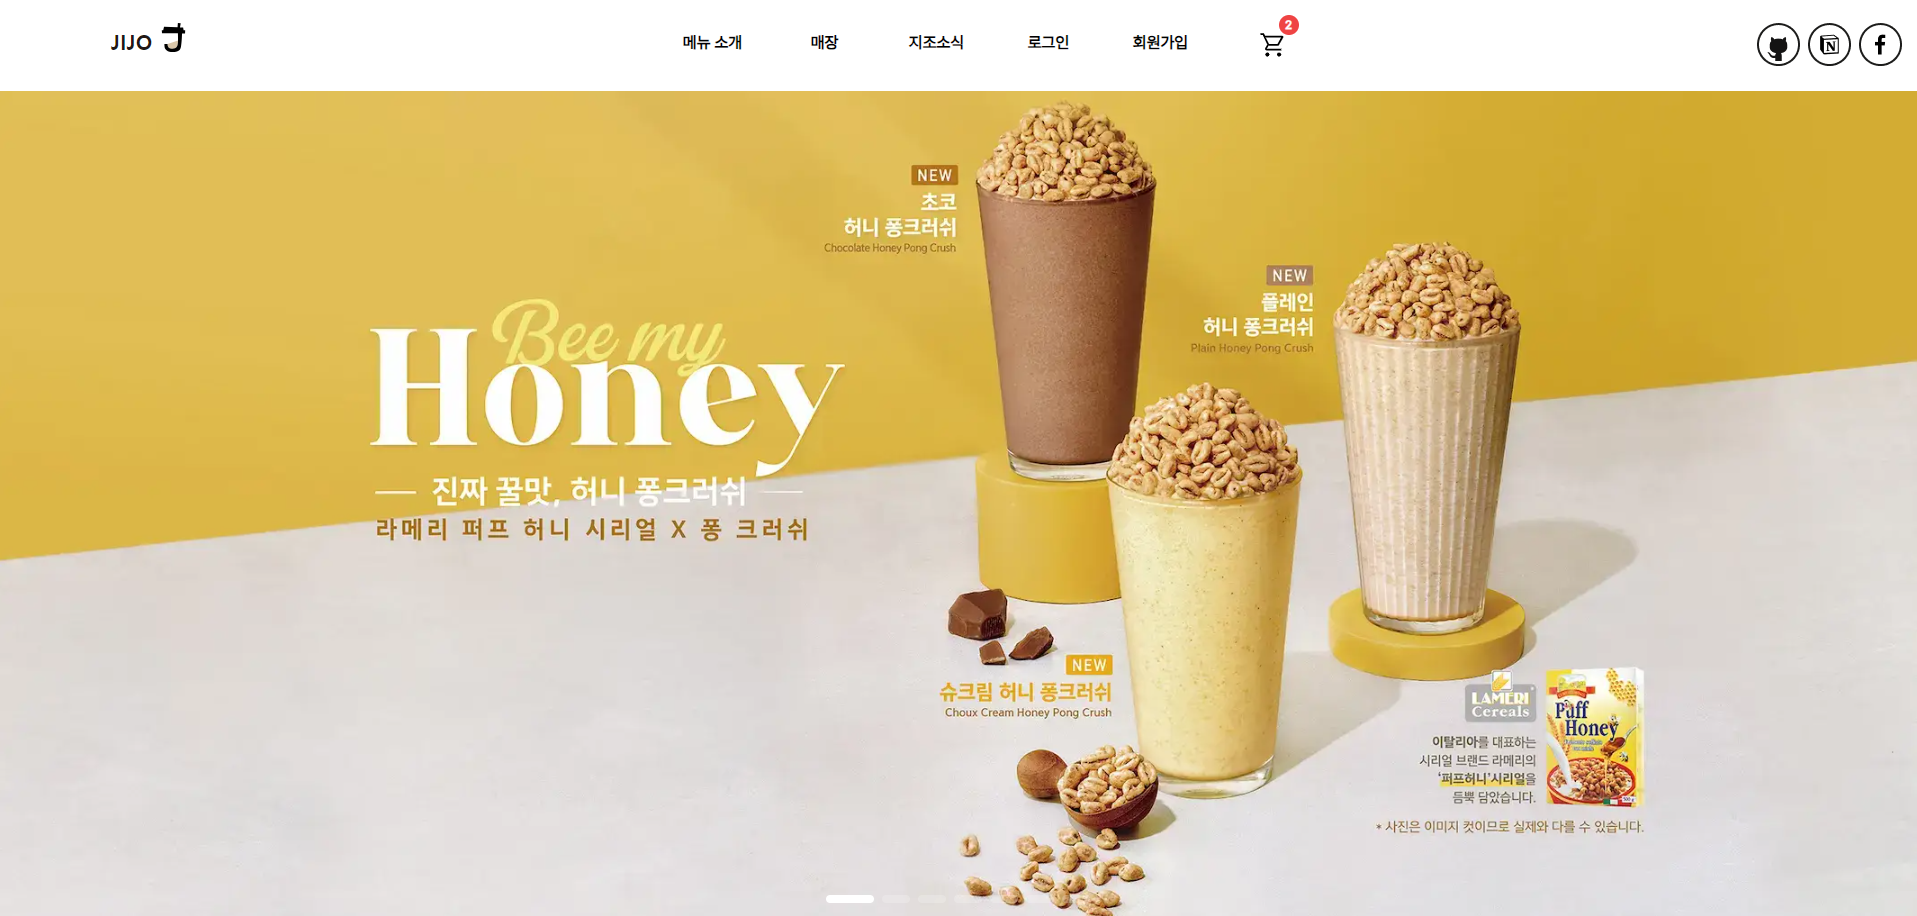 JIJO
메뉴 소개
매장
지조소식
로그인
회원가입
2
N
NEW
초코
허니 퐁크러쉬
Chocolate Honey Pong Crush
NEW
플레인
허니 퐁크러쉬
Plain Honey Pong Crush
Bee my
Honey
진짜 꿀맛, 허니 퐁크러쉬
라메리 퍼프 허니 시리얼 X 퐁 크러쉬
NEW
슈크림 허니 퐁크러쉬
Choux Cream Honey Pong Crush
LAMERI
Cereals
Puff
Honey
이탈리아를 대표하는
시리얼 브랜드 라메리의
‘퍼프허니’시리얼을
듬뿍 담았습니다.
* 사진은 이미지 컷이므로 실제와 다를 수 있습니다.